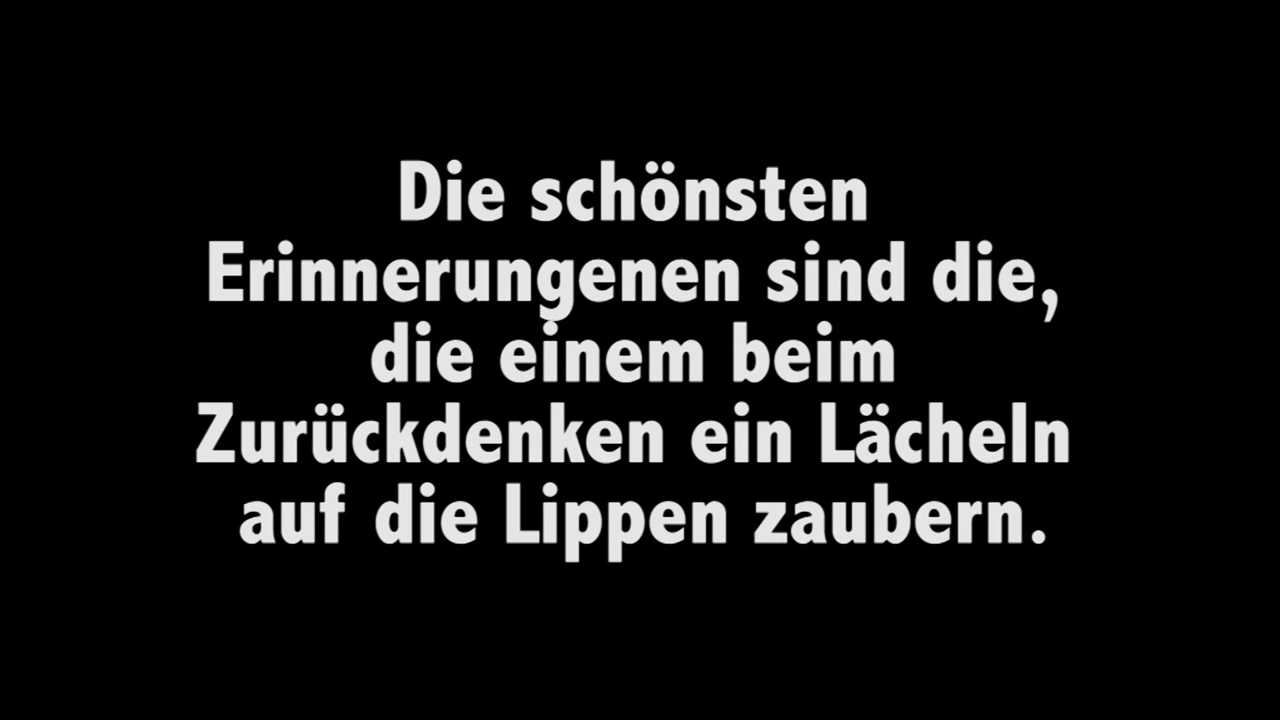 Die schönsten
Erinnerungenen sind die,
die einem beim
Zurückdenken ein Lächeln
auf die Lippen zaubern.